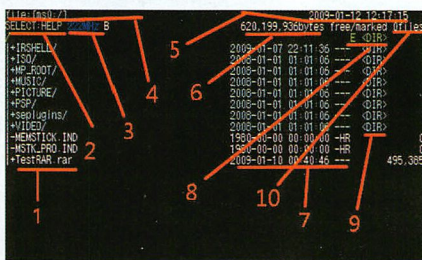 file:[ms0:/] 2009-01-12 12:17:15
SELECT:HELP 222MHz B 620,199,936bytes free/marked 0files
/ E <DIR>
+IRSHELL/ 2009-01-07 22:11:36 --- <DIR>
+ISO/ 2008-01-01 01:01:06 --- <DIR>
+MP_ROOT/ 2008-01-01 01:01:06 --- <DIR>
+MUSIC/ 2008-01-01 01:01:06 --- <DIR>
+PICTURE/ 2008-01-01 01:01:06 --- <DIR>
+PSP/ 2008-01-01 01:01:06 --- <DIR>
+seplugins/ 2008-01-01 01:01:06 --- <DIR>
+VIDEO/ 2008-01-01 01:01:06 --- <DIR>
-MEMSTICK.IND 1980-00-00 00:00:00 -HR 0
-MSTK_PRO.IND 1980-00-00 00:00:00 -HR 0
+TestRAR.rar 2009-01-10 00:40:46 --- 495,385
1
2
3
4
5
6
7
8
9
10